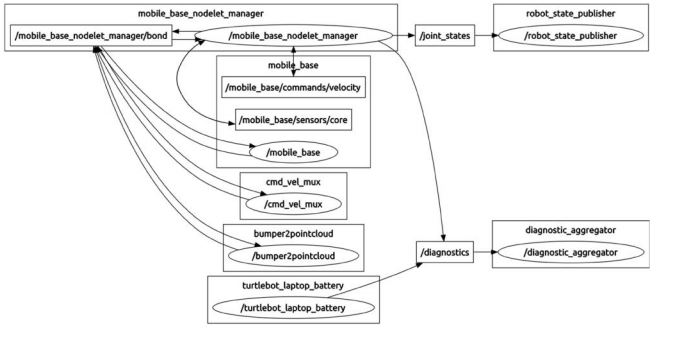 mobile_base_nodelet_manager
/mobile_base_nodelet_manager/bond
/mobile_base_nodelet_manager
/joint_states
robot_state_publisher
/robot_state_publisher
mobile_base
/mobile_base/commands/velocity
/mobile_base/sensors/core
/mobile_base
cmd_vel_mux
/cmd_vel_mux
bumper2pointcloud
/bumper2pointcloud
/diagnostics
diagnostic_aggregator
/diagnostic_aggregator
turtlebot_laptop_battery
/turtlebot_laptop_battery